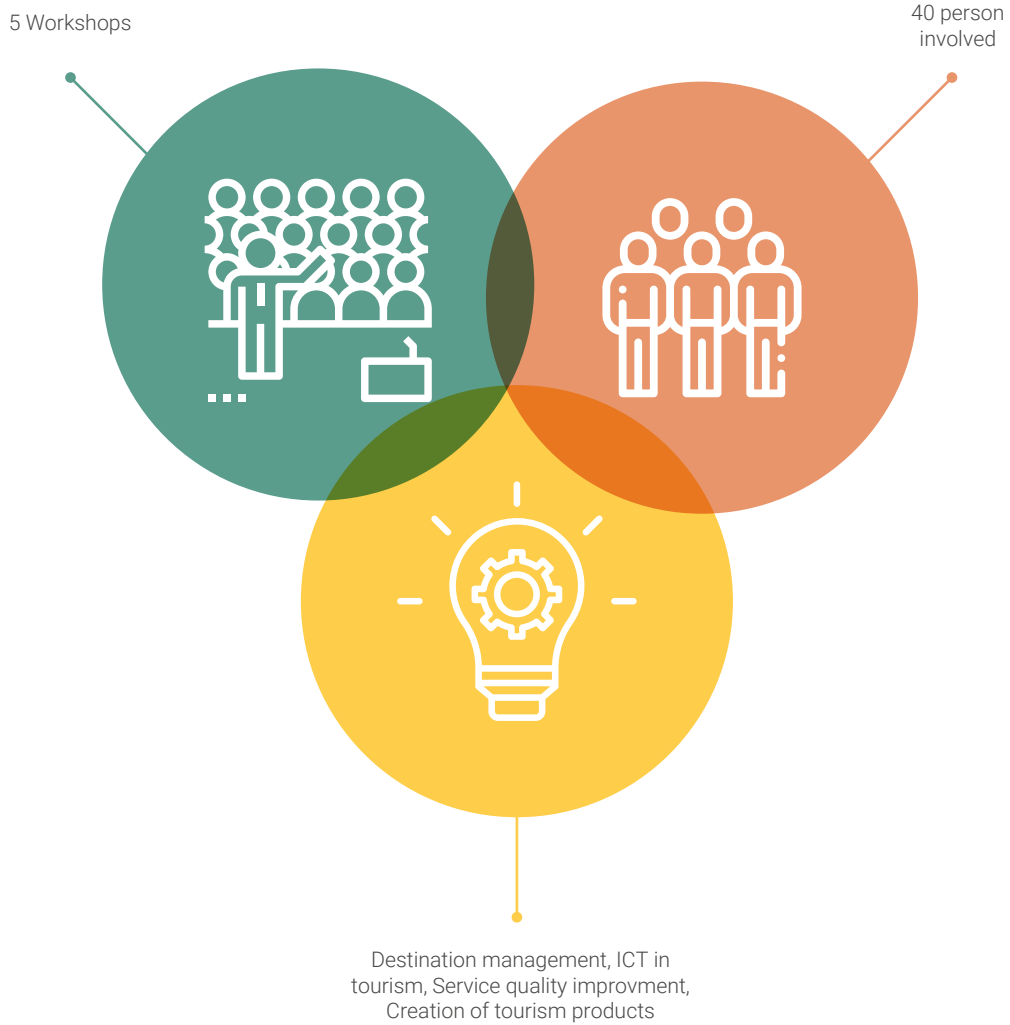 5 Workshops
40 person
involved
Destination management, ICT in
tourism, Service quality improvment,
Creation of tourism products